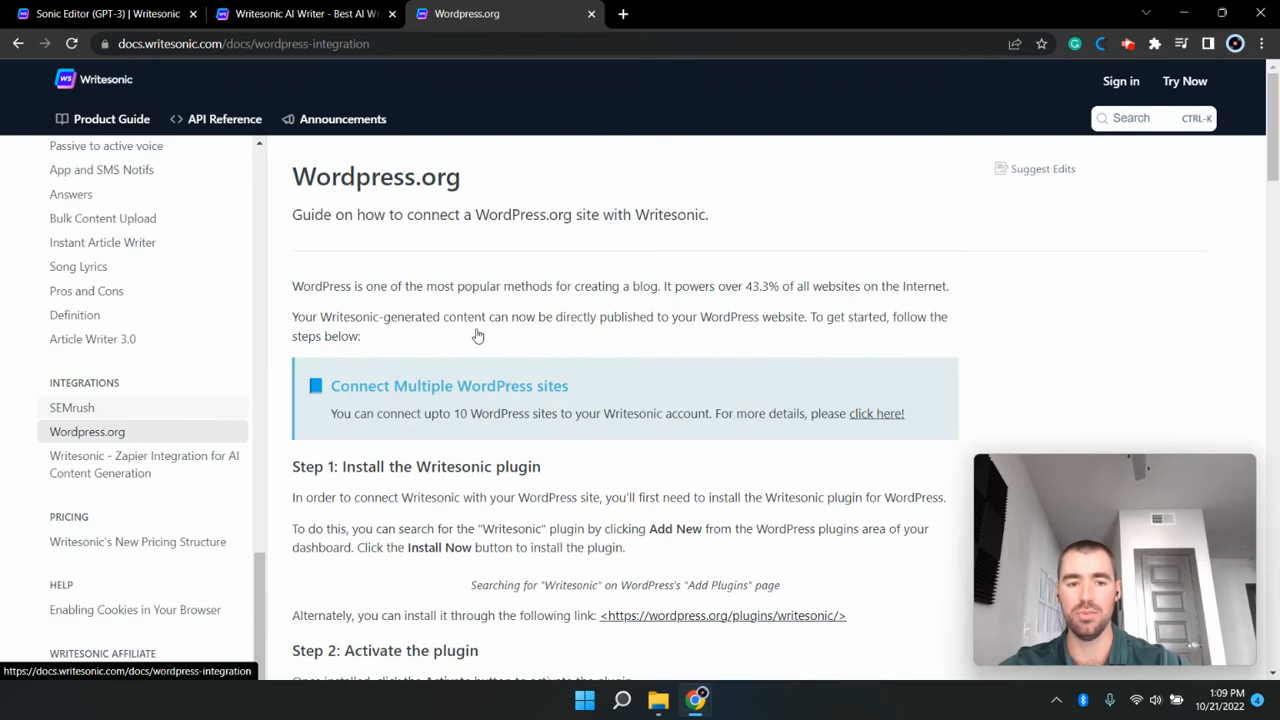 Sonic Editor (GPT-3) | Writesonic
Writesonic AI Writer - Best AI W
Wordpress.org
docs.writesonic.com/docs/wordpress-integration
WS Writesonic
Sign in
Try Now
Product Guide
API Reference
Announcements
Search
CTRL-K
Passive to active voice
App and SMS Notifs
Answers
Bulk Content Upload
Instant Article Writer
Song Lyrics
Pros and Cons
Definition
Article Writer 3.0
INTEGRATIONS
SEMrush
Wordpress.org
Writesonic - Zapier Integration for AI
Content Generation
PRICING
Writesonic's New Pricing Structure
HELP
Enabling Cookies in Your Browser
WRITESONIC AFFILIATE
https://docs.writesonic.com/docs/wordpress-integration
Wordpress.org
Suggest Edits
Guide on how to connect a WordPress.org site with Writesonic.
WordPress is one of the most popular methods for creating a blog. It powers over 43.3% of all websites on the Internet.
Your Writesonic-generated content can now be directly published to your WordPress website. To get started, follow the
steps below:
Connect Multiple WordPress sites
You can connect upto 10 WordPress sites to your Writesonic account. For more details, please click here!
Step 1: Install the Writesonic plugin
In order to connect Writesonic with your WordPress site, you'll first need to install the Writesonic plugin for WordPress.
To do this, you can search for the "Writesonic" plugin by clicking Add New from the WordPress plugins area of your
dashboard. Click the Install Now button to install the plugin.
Searching for "Writesonic" on WordPress's "Add Plugins" page
Alternately, you can install it through the following link: <https://wordpress.org/plugins/writesonic/>
Step 2: Activate the plugin
Once installed, click the Activate button to activate the plugin
1:09 PM
10/21/2022
4